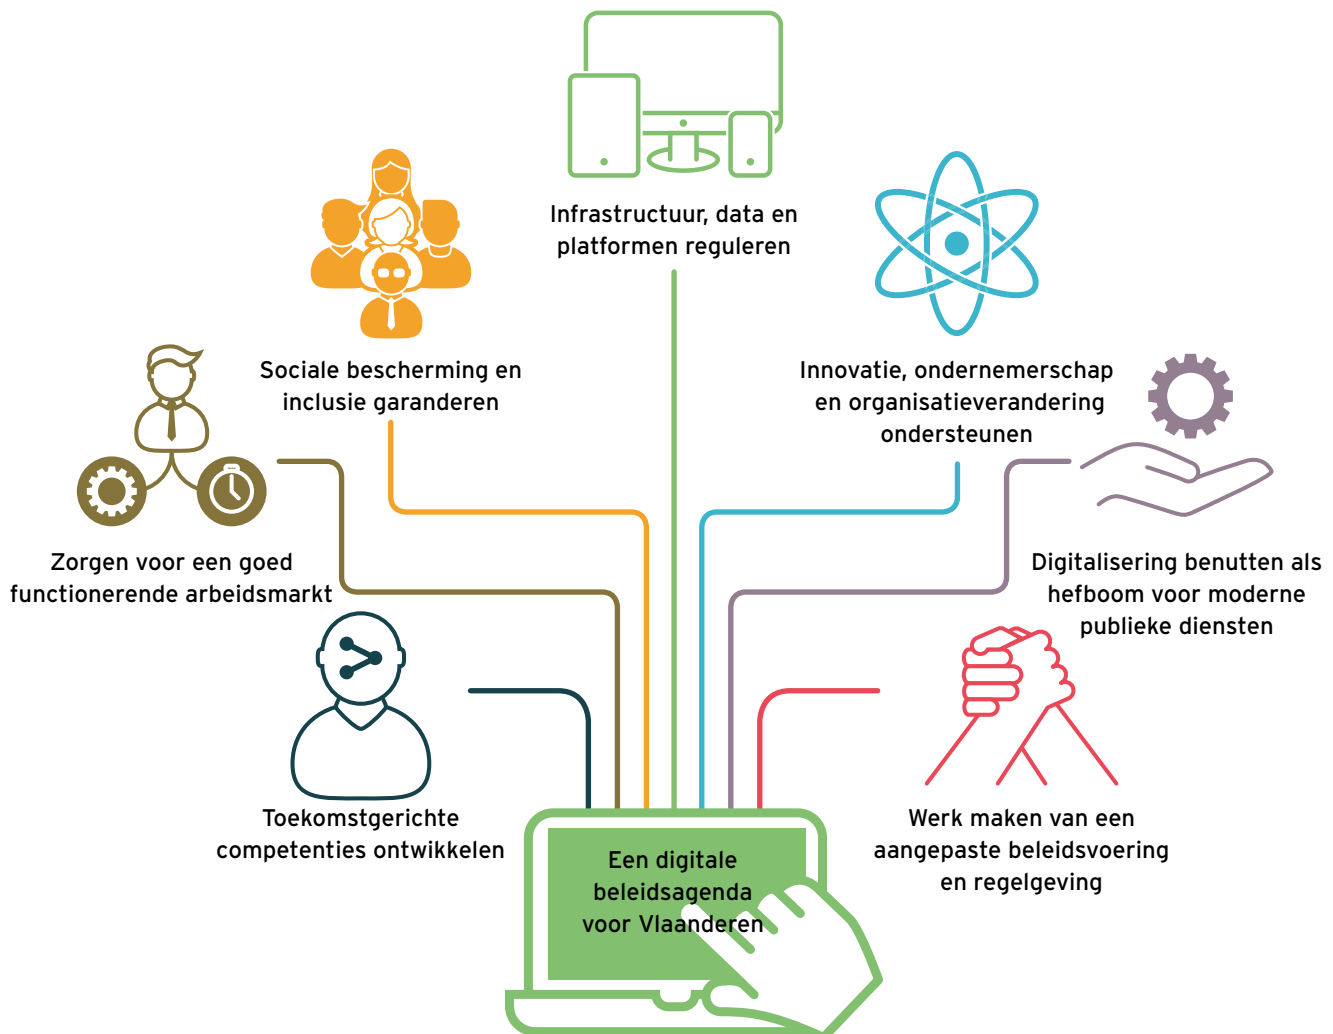 Infrastructuur, data en
platformen reguleren
Sociale bescherming en
inclusie garanderen
Innovatie, ondernemerschap
en organisatieverandering
ondersteunen
Zorgen voor een goed
functionerende arbeidsmarkt
Digitalisering benutten als
hefboom voor moderne
publieke diensten
Toekomstgerichte
competenties ontwikkelen
Werk maken van een
aangepaste beleidsvoering
en regelgeving
Een digitale
beleidsagenda
voor Vlaanderen